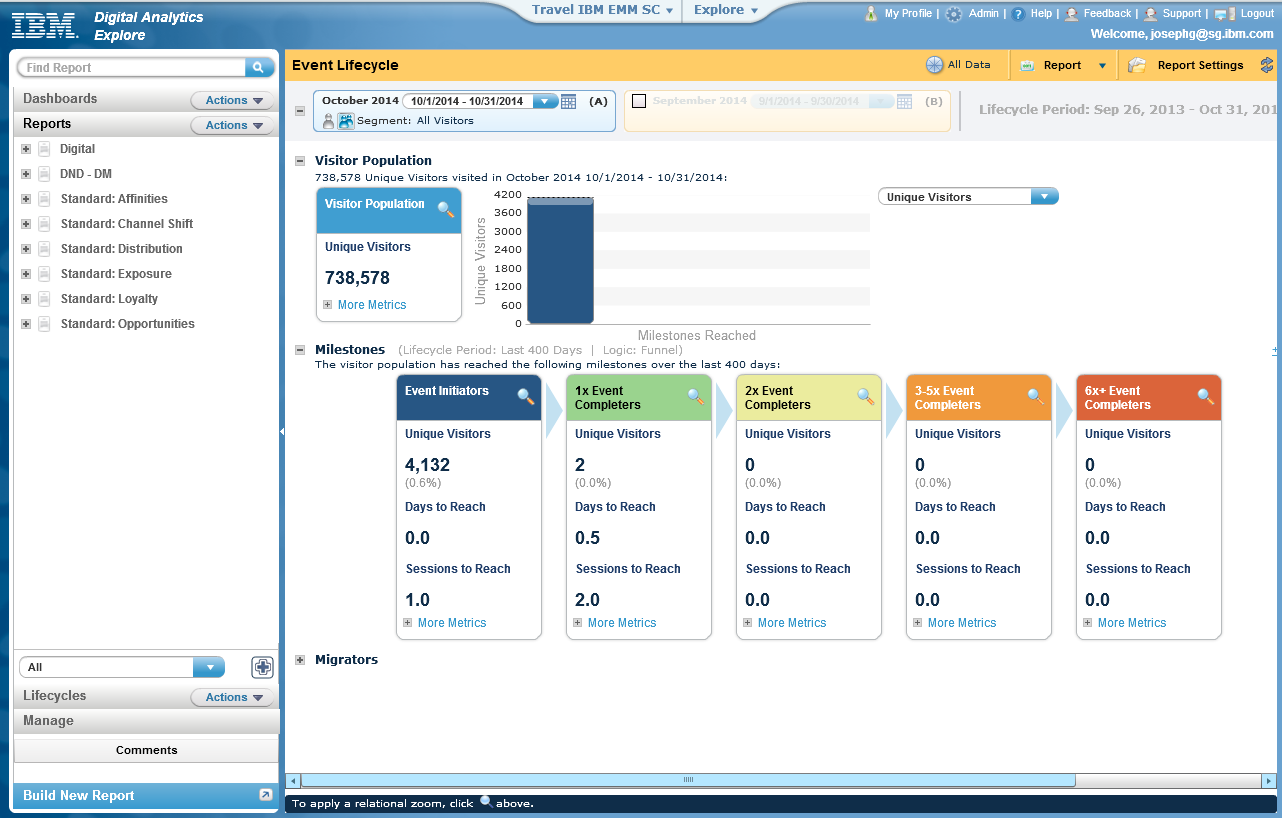 IBM.
Digital Analytics
Explore
Travel IBM EMM SC
Explore
My Profile | Admin | Help | Feedback | Support | Logout
Welcome, josephg@sg.ibm.com
Find Report
Dashboards
Actions
Reports
Actions
Digital
DND - DM
Standard: Affinities
Standard: Channel Shift
Standard: Distribution
Standard: Exposure
Standard: Loyalty
Standard: Opportunities
All
Lifecycles
Actions
Manage
Comments
Build New Report
Event Lifecycle
All Data
Report
Report Settings
October 2014 10/1/2014 - 10/31/2014 (A)
Segment: All Visitors
September 2014 9/1/2014 - 9/30/2014 (B)
Lifecycle Period: Sep 26, 2013 - Oct 31, 201
Visitor Population
738,578 Unique Visitors visited in October 2014 10/1/2014 - 10/31/2014:
Visitor Population
Unique Visitors
738,578
More Metrics
Unique Visitors
4200
3600
3000
2400
1800
1200
600
0
Milestones Reached
Unique Visitors
Milestones (Lifecycle Period: Last 400 Days | Logic: Funnel)
The visitor population has reached the following milestones over the last 400 days:
Event Initiators
Unique Visitors
4,132
(0.6%)
Days to Reach
0.0
Sessions to Reach
1.0
More Metrics
1x Event
Completers
Unique Visitors
2
(0.0%)
Days to Reach
0.5
Sessions to Reach
2.0
More Metrics
2x Event
Completers
Unique Visitors
0
(0.0%)
Days to Reach
0.0
Sessions to Reach
0.0
More Metrics
3-5x Event
Completers
Unique Visitors
0
(0.0%)
Days to Reach
0.0
Sessions to Reach
0.0
More Metrics
6x+ Event
Completers
Unique Visitors
0
(0.0%)
Days to Reach
0.0
Sessions to Reach
0.0
More Metrics
Migrators
To apply a relational zoom, click above.